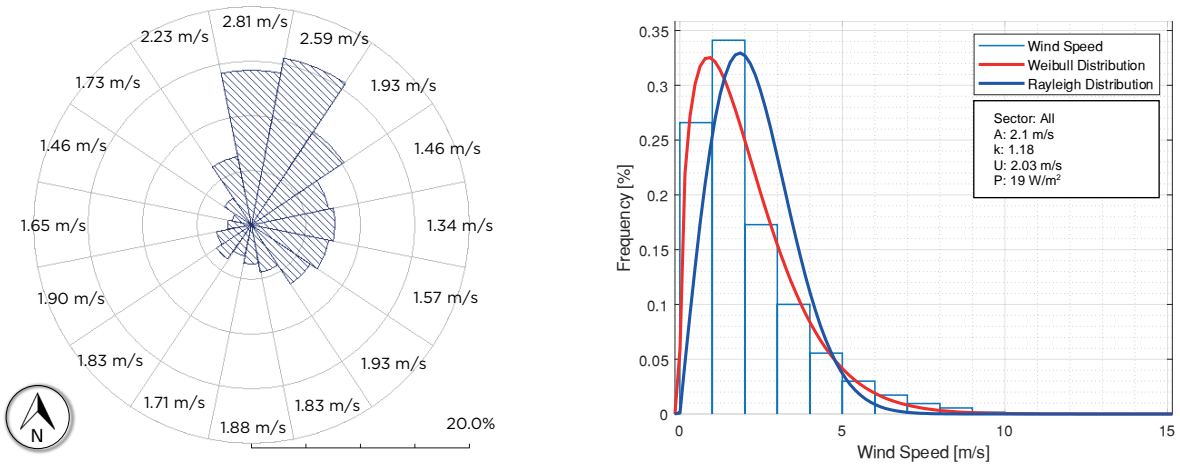 2.81 m/s
2.59 m/s
1.93 m/s
1.46 m/s
1.34 m/s
1.57 m/s
1.93 m/s
1.83 m/s
1.88 m/s
1.71 m/s
1.83 m/s
1.90 m/s
1.65 m/s
1.46 m/s
1.73 m/s
2.23 m/s
20.0%
N
Frequency [%]
0.35
0.3
0.25
0.2
0.15
0.1
0.05
0
0
5
10
15
Wind Speed [m/s]
Wind Speed
Weibull Distribution
Rayleigh Distribution
Sector: All
A: 2.1 m/s
k: 1.18
U: 2.03 m/s
P: 19 W/m²